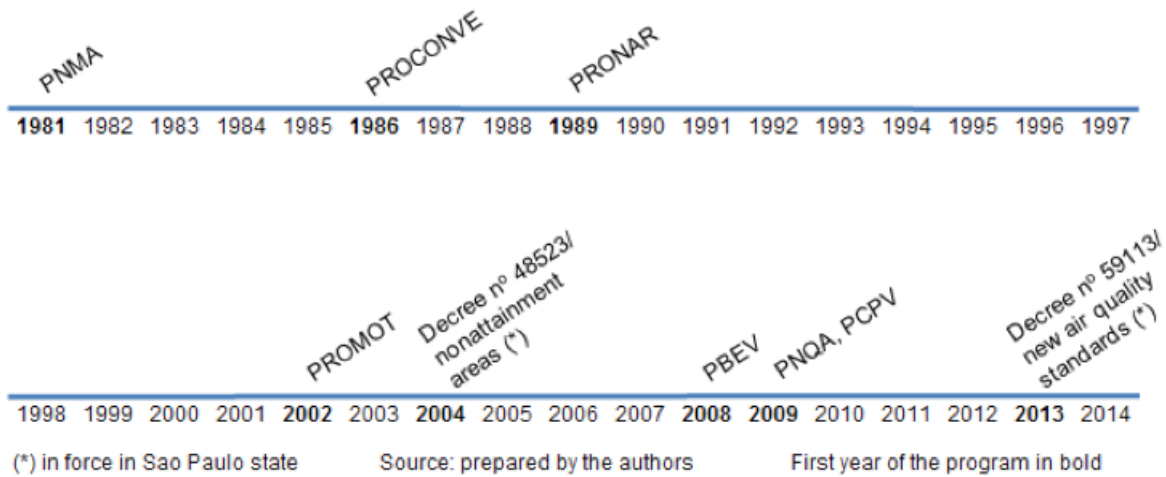 PNMA
PROCONVE
PRONAR
1981 1982 1983 1984 1985 1986 1987 1988 1989 1990 1991 1992 1993 1994 1995 1996 1997
PROMOT
Decree nº 48523/
nonattainment
areas (*)
PBEV
PNQA, PCPV
Decree nº 59113/
new air quality
standards (*)
1998 1999 2000 2001 2002 2003 2004 2005 2006 2007 2008 2009 2010 2011 2012 2013 2014
(*) in force in Sao Paulo state Source: prepared by the authors First year of the program in bold